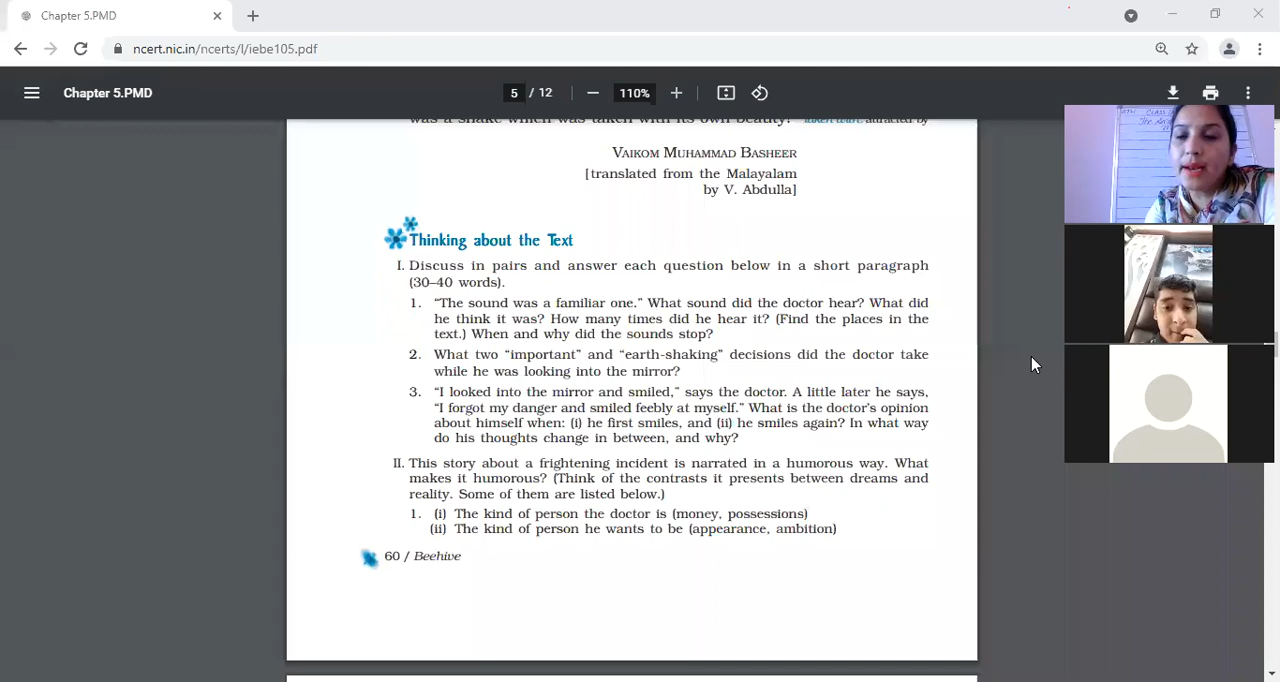 Chapter 5.PMD
ncert.nic.in/ncerts/l/iebe105.pdf
Chapter 5.PMD
5 / 12
110%
was a snake which was taken with its own beauty! taken with: attracted by
VAIKOM MUHAMMAD BASHEER
[translated from the Malayalam
by V. Abdulla]
Thinking about the Text
I. Discuss in pairs and answer each question below in a short paragraph
(30–40 words).
1. “The sound was a familiar one.” What sound did the doctor hear? What did
he think it was? How many times did he hear it? (Find the places in the
text.) When and why did the sounds stop?
2. What two “important” and “earth-shaking” decisions did the doctor take
while he was looking into the mirror?
3. “I looked into the mirror and smiled,” says the doctor. A little later he says,
“I forgot my danger and smiled feebly at myself.” What is the doctor’s opinion
about himself when: (i) he first smiles, and (ii) he smiles again? In what way
do his thoughts change in between, and why?
II. This story about a frightening incident is narrated in a humorous way. What
makes it humorous? (Think of the contrasts it presents between dreams and
reality. Some of them are listed below.)
1. (i) The kind of person the doctor is (money, possessions)
(ii) The kind of person he wants to be (appearance, ambition)
60 / Beehive